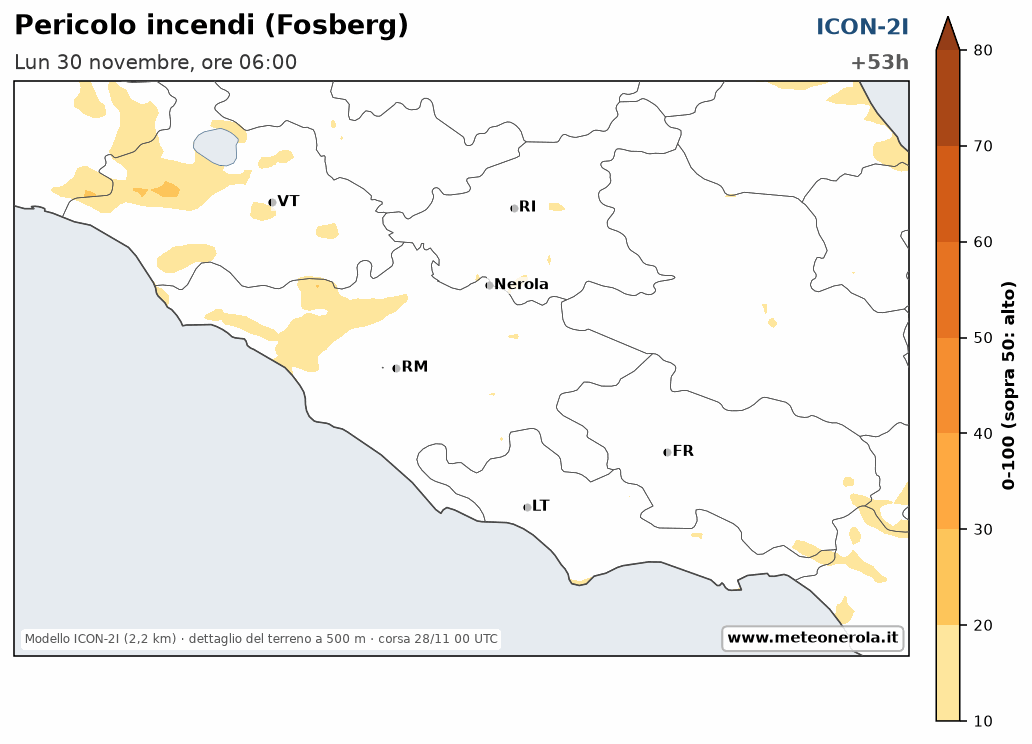 Pericolo incendi (Fosberg)
ICON-2I
Lun 30 novembre, ore 06:00
+53h
80
70
60
50
40
30
20
10
0-100 (sopra 50: alto)
VT
RI
Nerola
RM
FR
LT
Modello ICON-2I (2,2 km) · dettaglio del terreno a 500 m · corsa 28/11 00 UTC
www.meteonerola.it